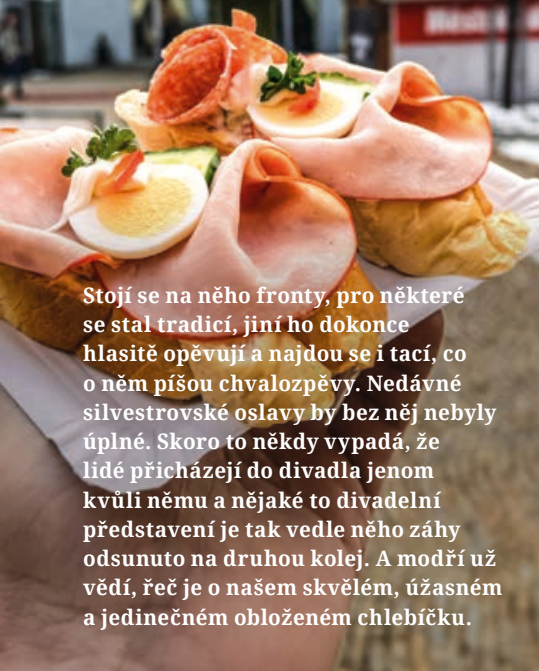 Stojí se na něho fronty, pro některé
se stal tradicí, jiní ho dokonce
hlasitě opěvují a najdou se i tací, co
o něm píšou chvalozpěvy. Nedávné
silvestrovské oslavy by bez něj nebyly
úplné. Skoro to někdy vypadá, že
lidé přicházejí do divadla jenom
kvůli němu a nějaké to divadelní
představení je tak vedle něho záhy
odsunuto na druhou kolej. A modří už
vědí, řeč je o našem skvělém, úžasném
a jedinečném obloženém chlebíčku.